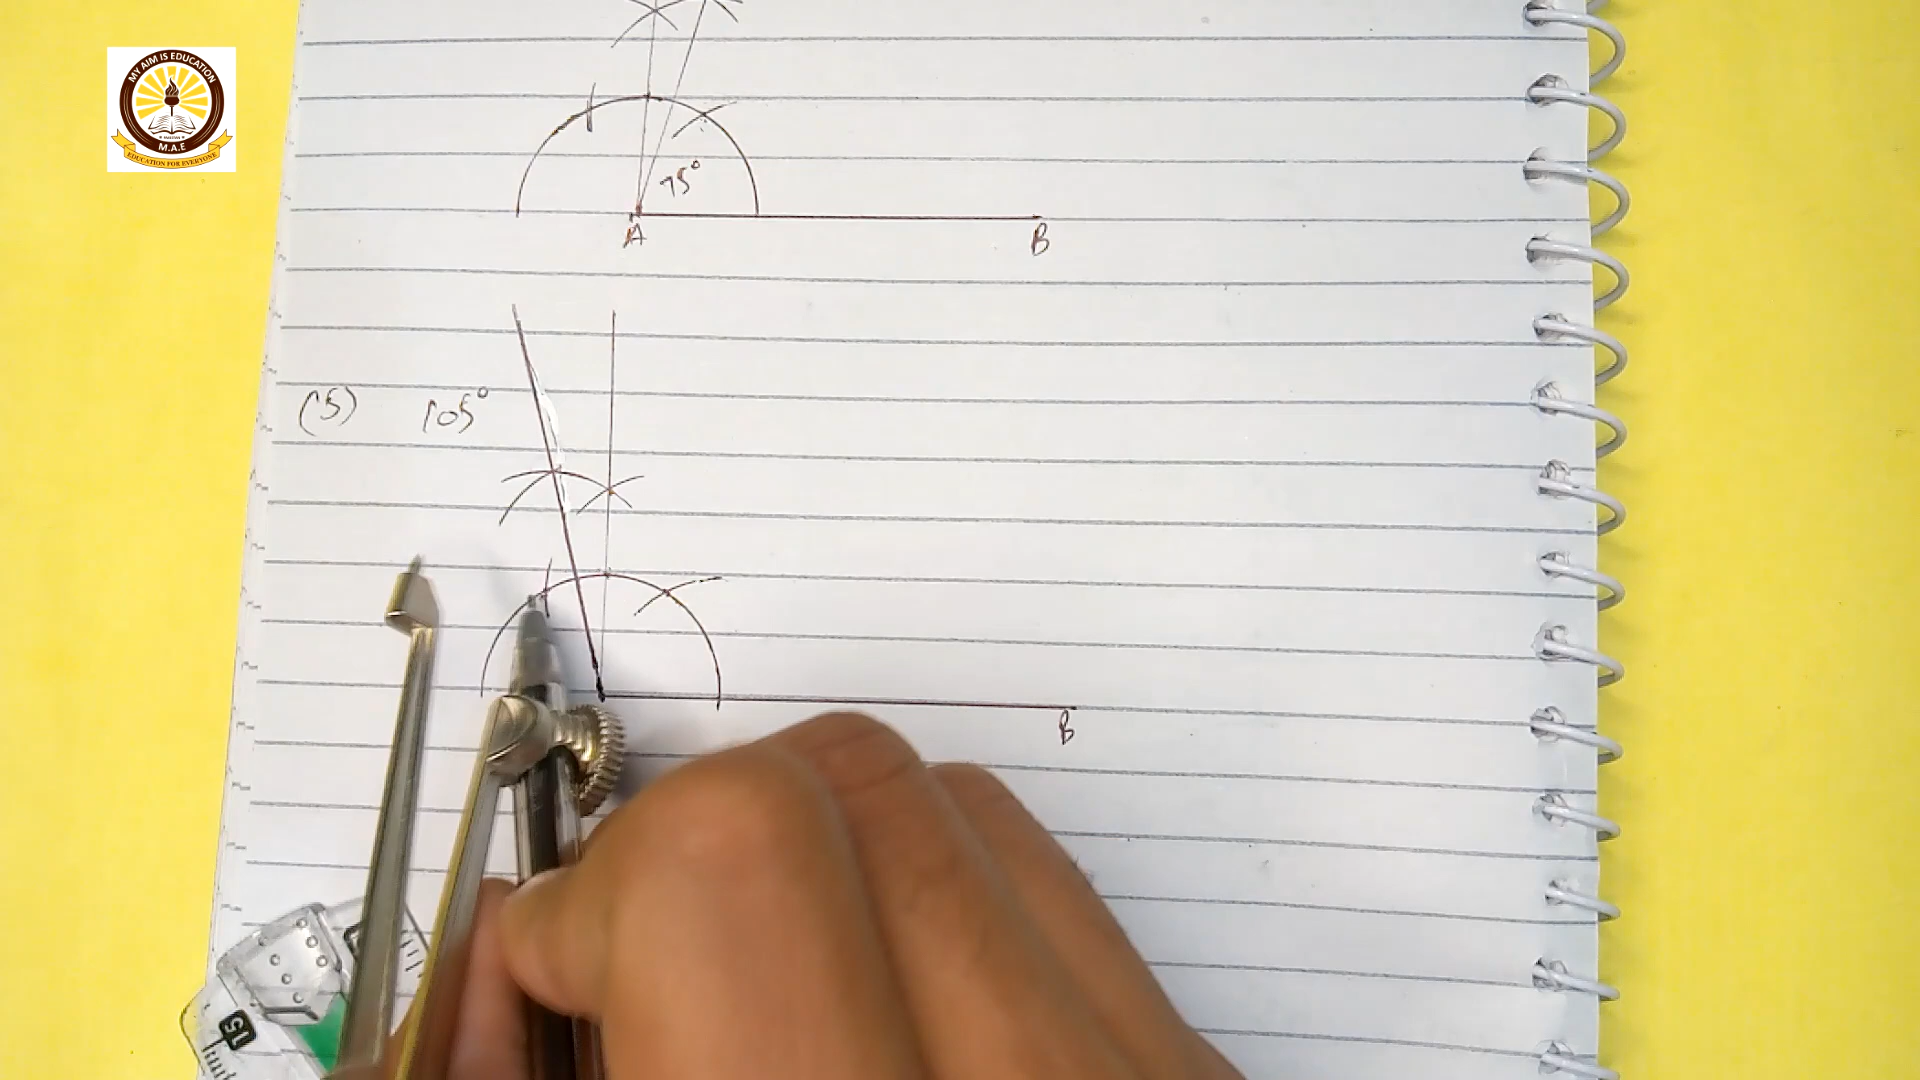 MY AIM IS EDUCATION
M.A.E
EDUCATION FOR EVERYONE
75°
A
B
(5) 105°
B
15